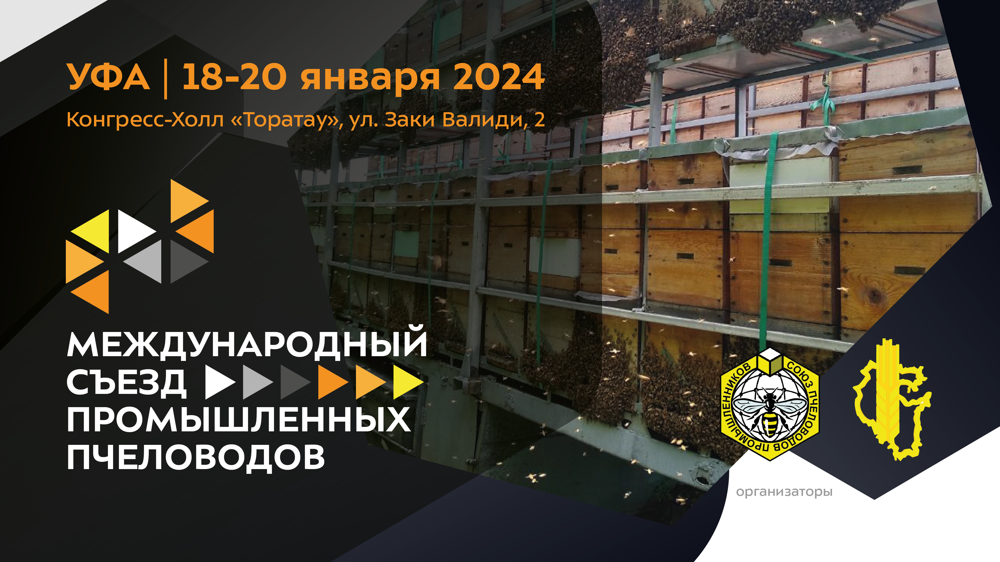 УФА | 18-20 января 2024
Конгресс-Холл «Торатау», ул. Заки Валиди, 2
МЕЖДУНАРОДНЫЙ
СЪЕЗД
ПРОМЫШЛЕННЫХ
ПЧЕЛОВОДОВ
СОЮЗ ПЧЕЛОВОДОВ ПРОМЫШЛЕННИКОВ
организаторы